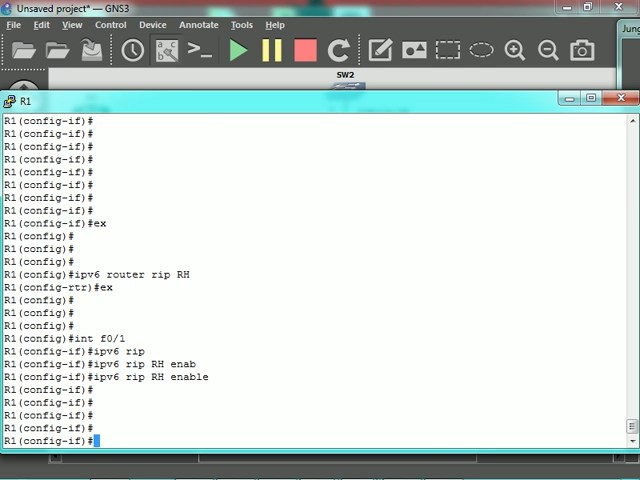 Unsaved project* — GNS3
File Edit View Control Device Annotate Tools Help
Jung
SW2
R1
R1(config-if)#
R1(config-if)#
R1(config-if)#
R1(config-if)#
R1(config-if)#
R1(config-if)#
R1(config-if)#
R1(config-if)#
R1(config-if)#ex
R1(config)#
R1(config)#
R1(config)#
R1(config)#ipv6 router rip RH
R1(config-rtr)#ex
R1(config)#
R1(config)#
R1(config)#
R1(config)#int f0/1
R1(config-if)#ipv6 rip
R1(config-if)#ipv6 rip RH enab
R1(config-if)#ipv6 rip RH enable
R1(config-if)#
R1(config-if)#
R1(config-if)#
R1(config-if)#
R1(config-if)#